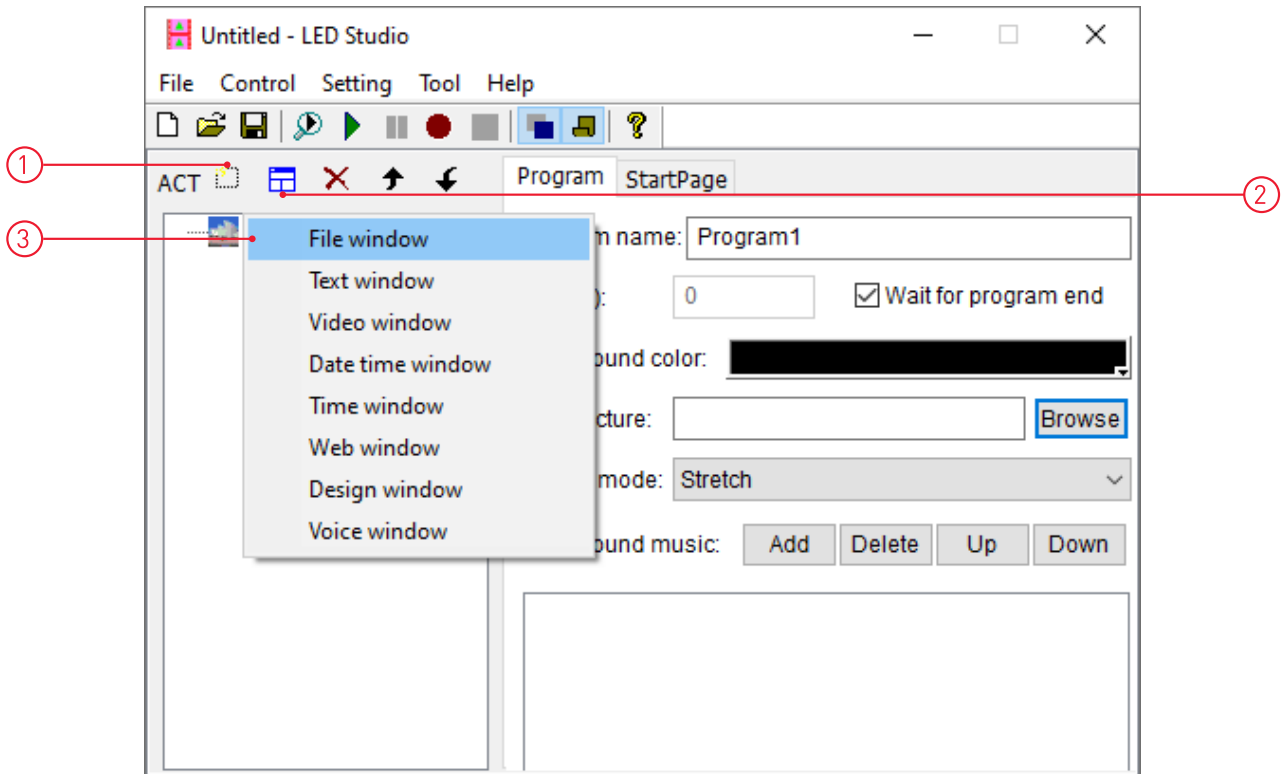 Untitled - LED Studio
File Control Setting Tool Help
1
ACT
Program StartPage
2
3
File window
Text window
Video window
Date time window
Time window
Web window
Design window
Voice window
m name: Program1
): 0 Wait for program end
ound color:
cture: Browse
mode: Stretch
ound music: Add Delete Up Down